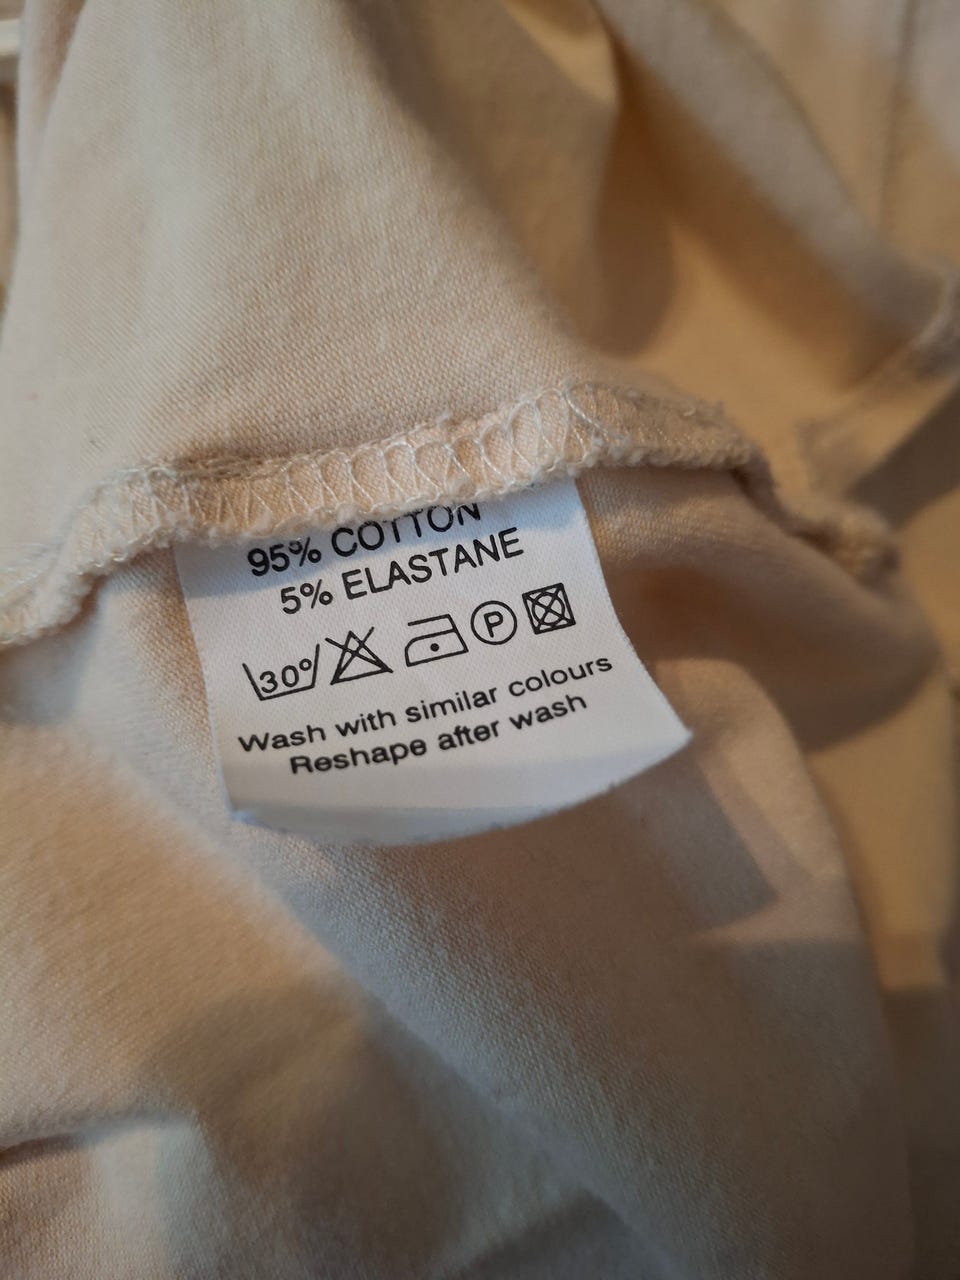 95% COTTON
5% ELASTANE
30° P
Wash with similar colours
Reshape after wash